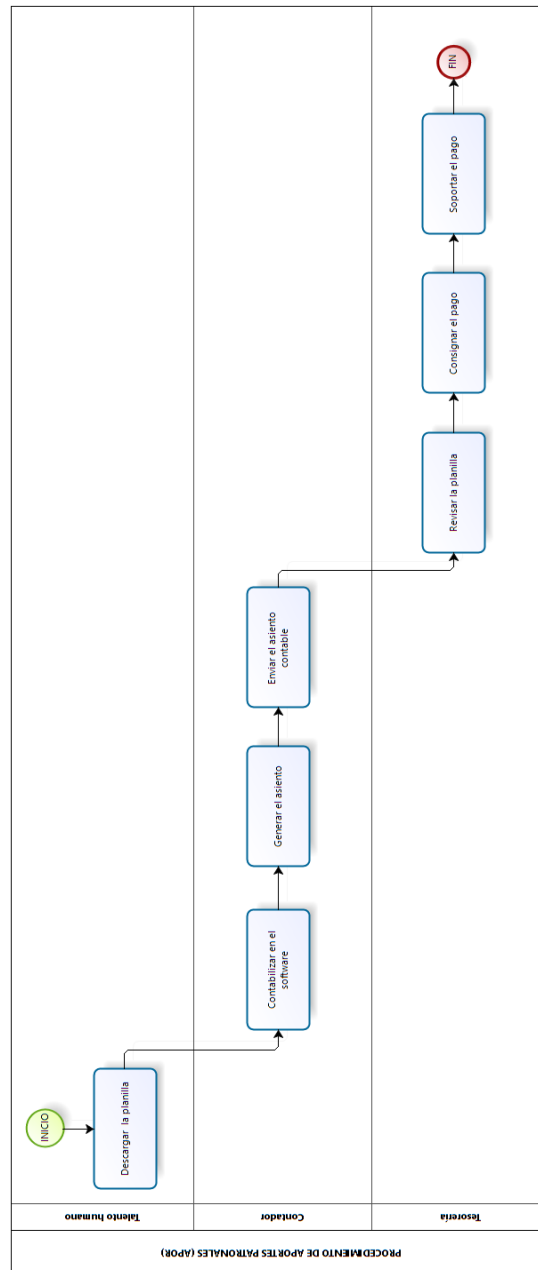 PROCEDIMIENTO DE APORTES PATRONALES (APOR)
Talento humano
INICIO
Descargar la planilla
Contador
Contabilizar en el
software
Generar el asiento
Enviar el asiento
contable
Tesorería
Revisar la planilla
Consignar el pago
Soportar el pago
FIN